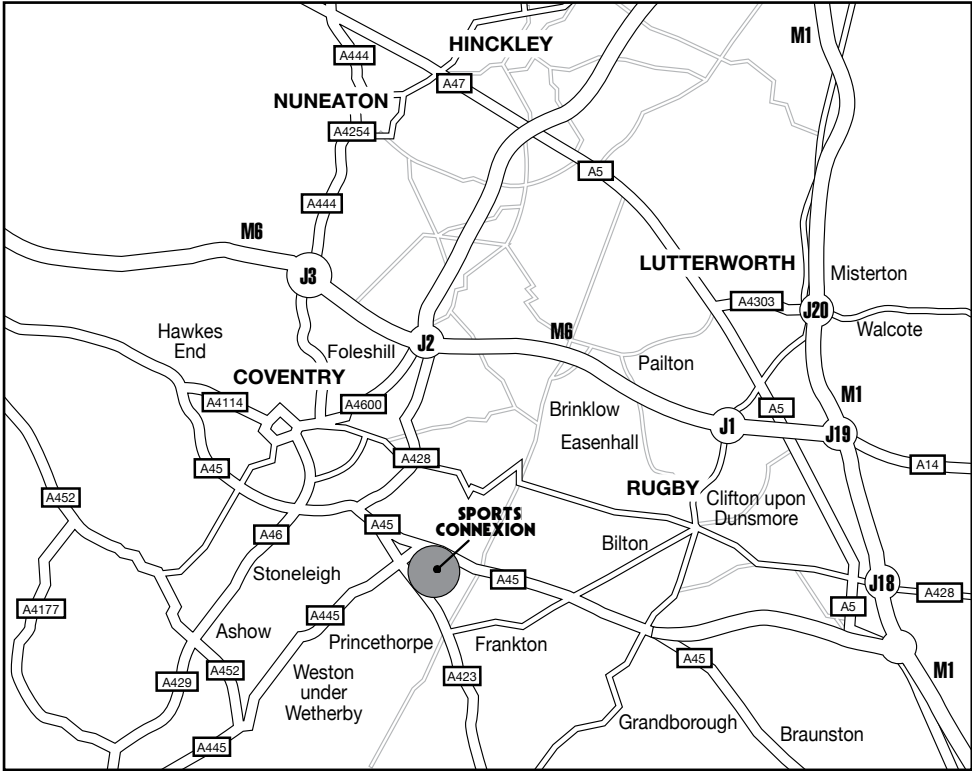 M1
HINCKLEY
A444
A47
NUNEATON
A4254
A5
A444
M6
LUTTERWORTH
Misterton
J3
A4303
J20
Walcote
Hawkes
End
Foleshill
J2
M6
Pailton
COVENTRY
A4114
A4600
Brinklow
A5
M1
J1
J19
Easenhall
A428
A45
A14
RUGBY
Clifton upon
Dunsmore
A452
SPORTS
CONNEXION
A45
A46
Bilton
Stoneleigh
A45
J18
A428
A4177
A445
A5
Ashow
Princethorpe
Frankton
A452
A429
Weston
under
Wetherby
A423
A45
M1
Grandborough
Braunston
A445